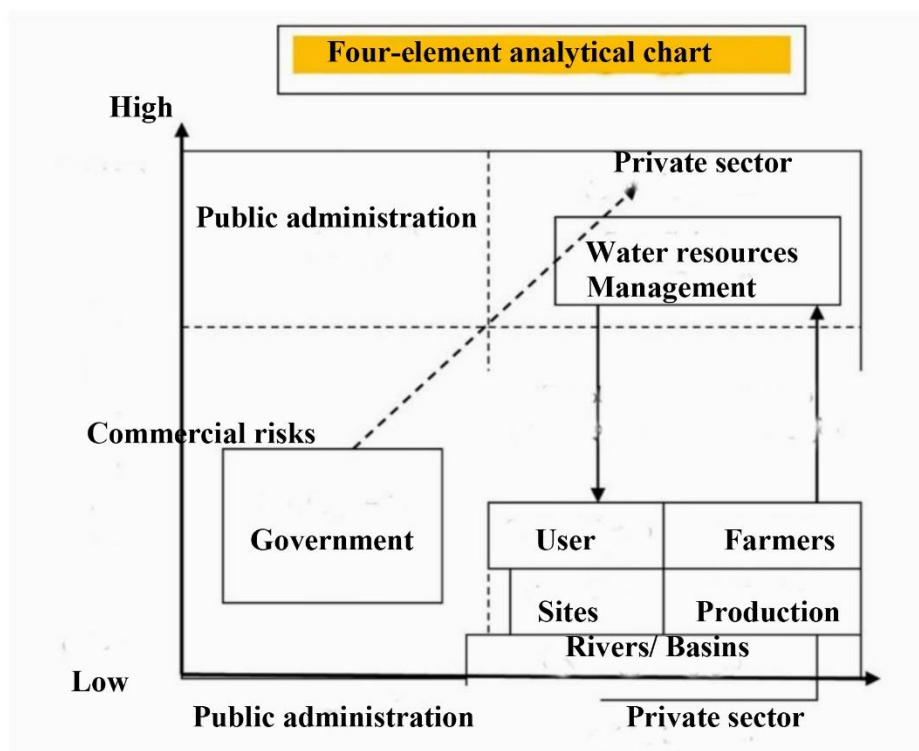 Four-element analytical chart
High
Private sector
Public administration
Water resources
Management
Commercial risks
Government
User
Farmers
Sites
Production
Rivers/ Basins
Low
Public administration
Private sector